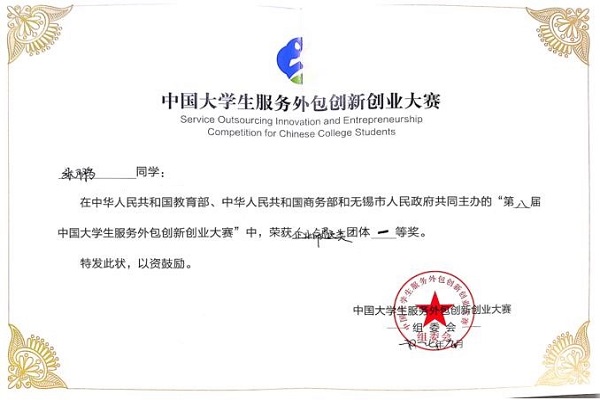 中国大学生服务外包创新创业大赛
Service Outsourcing Innovation and Entrepreneurship
Competition for Chinese College Students
同学：
在中华人民共和国教育部、中华人民共和国商务部和无锡市人民政府共同主办的“第八届
中国大学生服务外包创新创业大赛”中，荣获企业命题类团体一等奖。
特发此状，以资鼓励。
中国大学生服务外包创新创业大赛
组委会
二〇一七年九月
中国大学生服务外包创新创业大赛
组委会